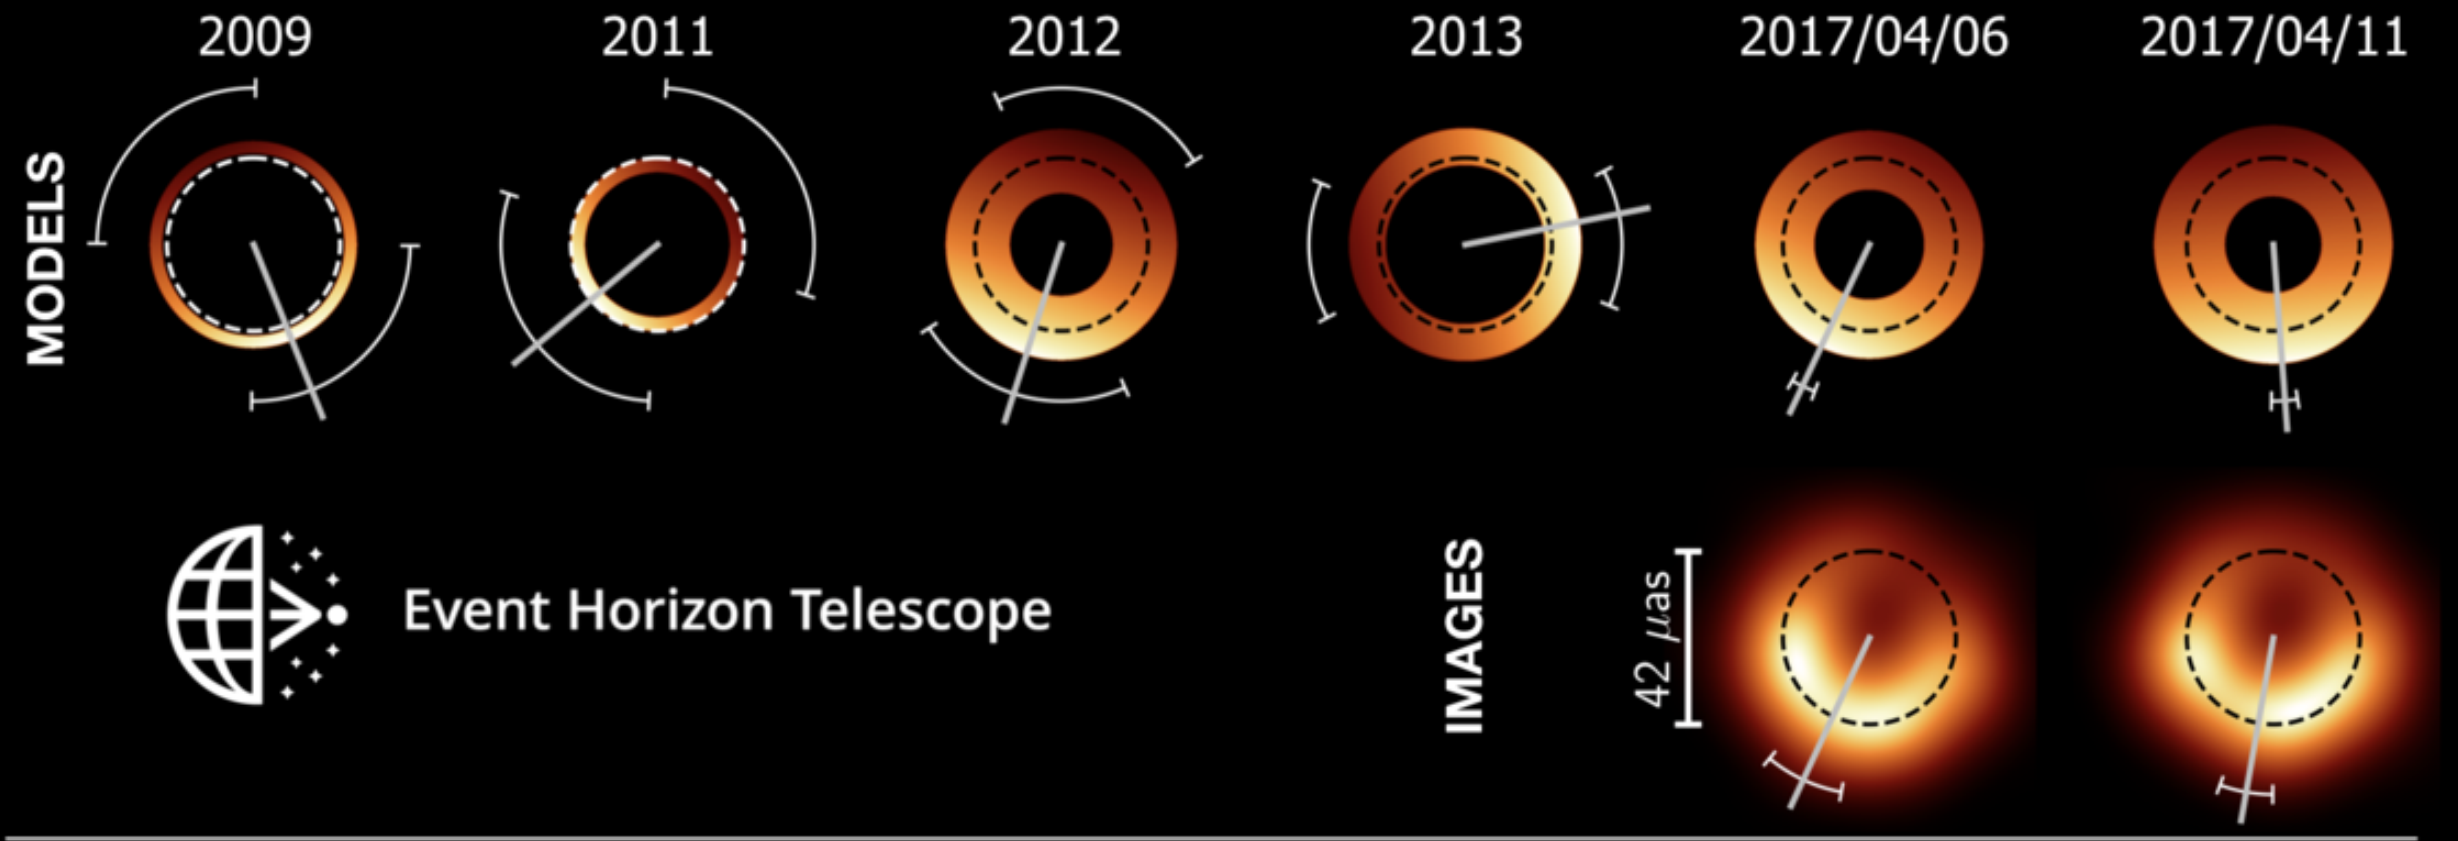 2009 2011 2012 2013 2017/04/06 2017/04/11
MODELS
Event Horizon Telescope
IMAGES
42 μas